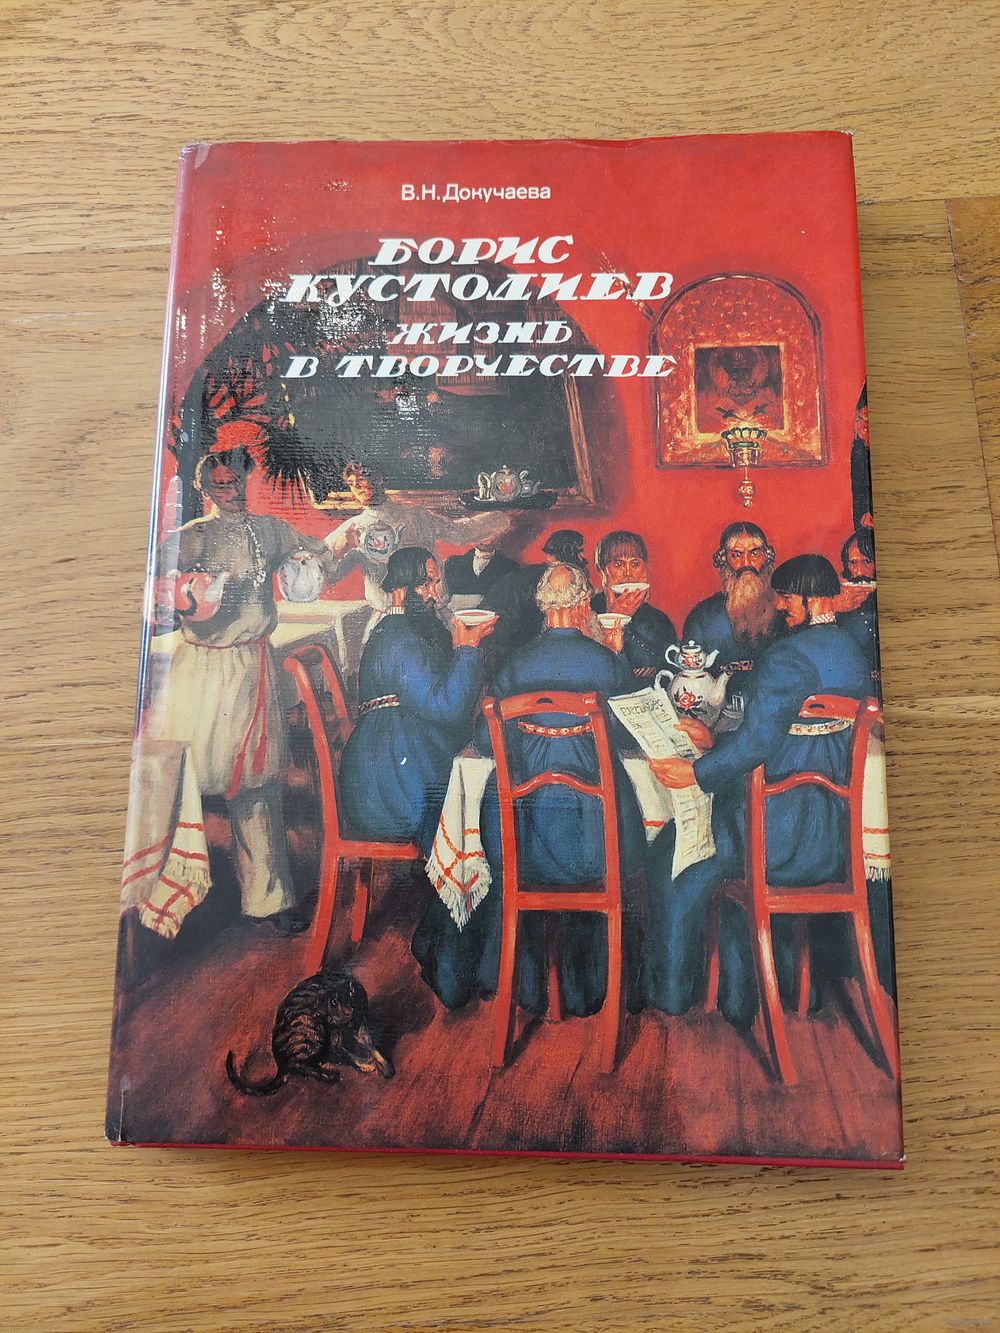 В.Н.Докучаева
БОРИС
КУСТОДИЕВ
ЖИЗНЬ
В ТВОРЧЕСТВЕ